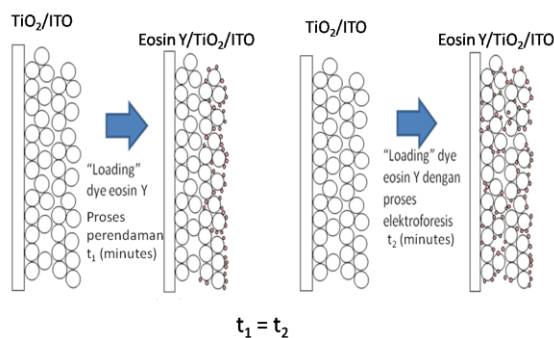 TiO₂/ITO
Eosin Y/TiO₂/ITO
"Loading"
dye eosin Y
Proses
perendaman
t₁ (minutes)
TiO₂/ITO
Eosin Y/TiO₂/ITO
"Loading" dye
eosin Y dengan
proses
elektroforesis
t₂ (minutes)
t₁ = t₂